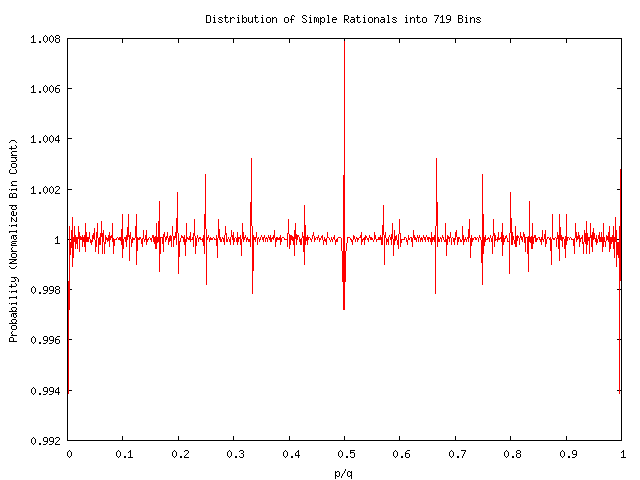 Distribution of Simple Rationals into 719 Bins
Probability (Normalized Bin Count)
1.008
1.006
1.004
1.002
1
0.998
0.996
0.994
0.992
0 0.1 0.2 0.3 0.4 0.5 0.6 0.7 0.8 0.9 1
p/q